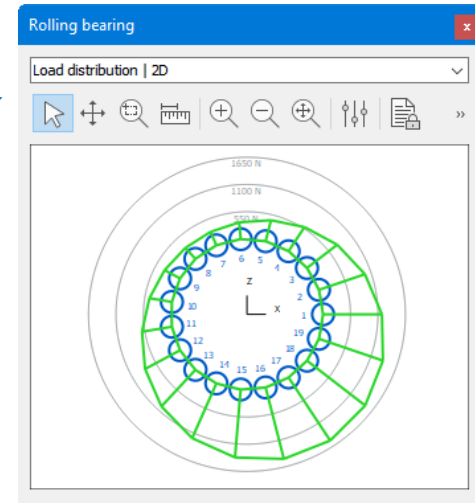 Rolling bearing
x
Load distribution | 2D
»
1650 N
1100 N
550 N
6 5
7 4
8 3
9 2
z
10 x 1
11 19
12 18
13 17
14 15 16